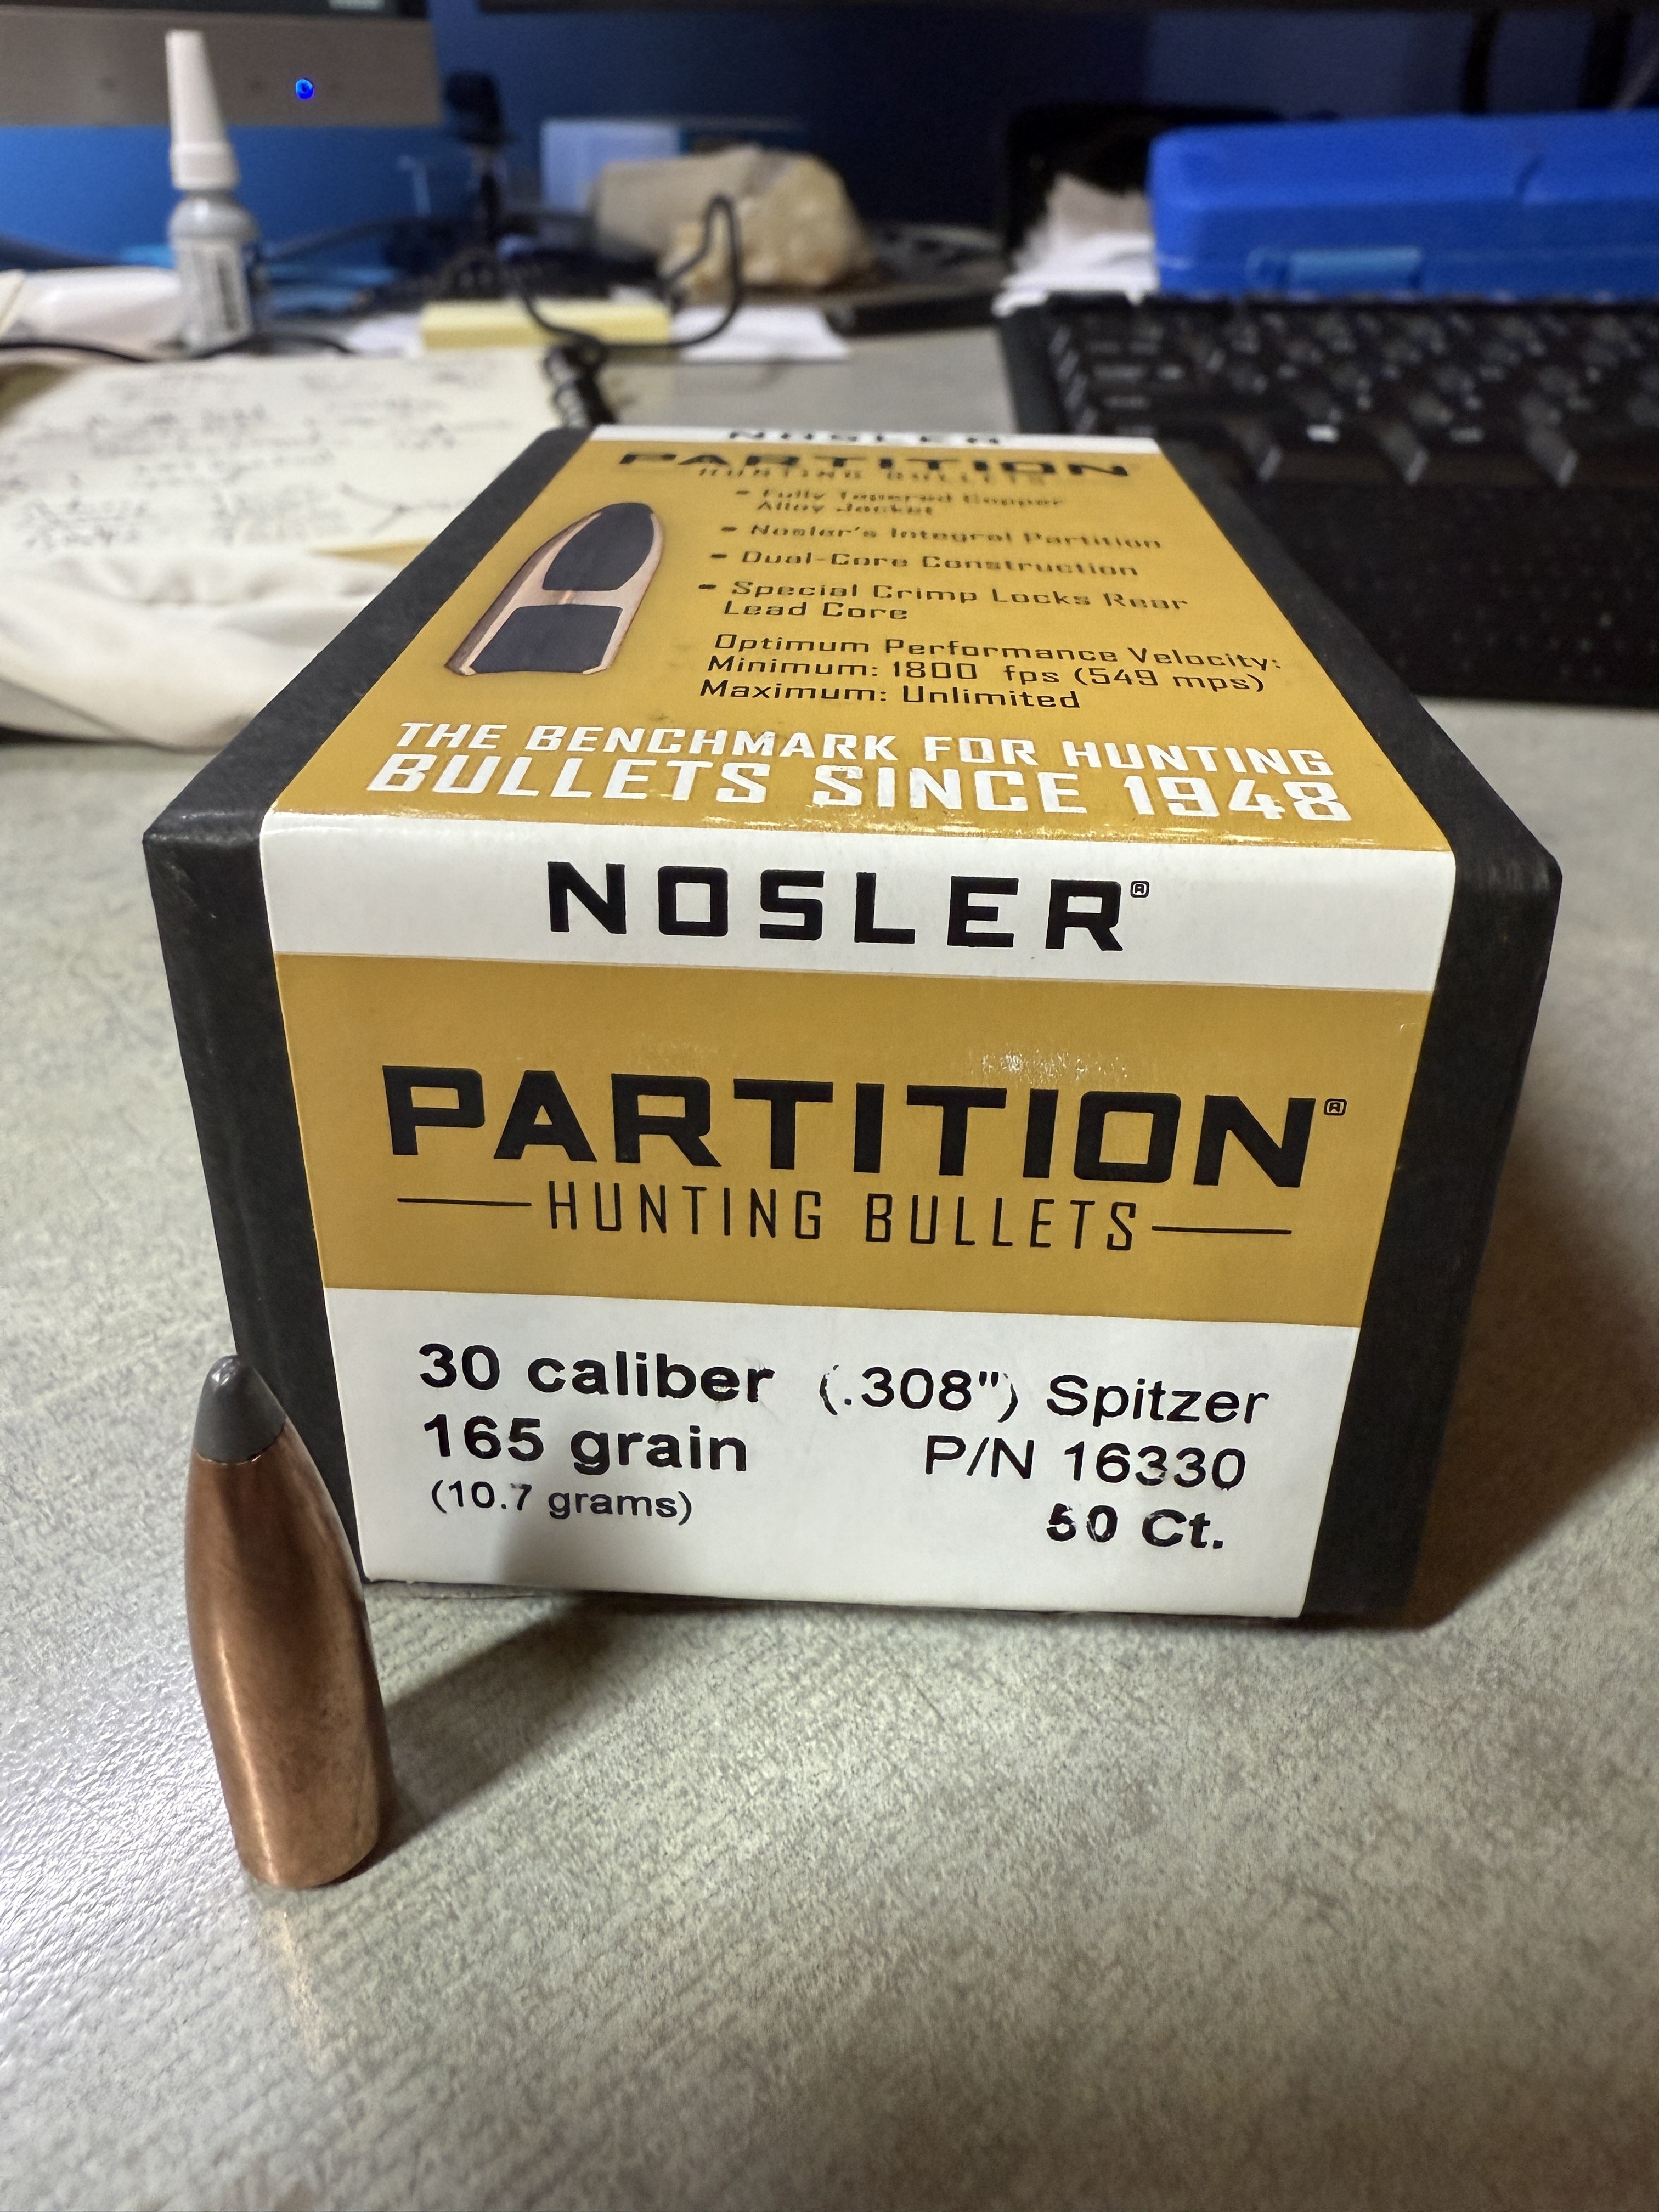 NOSLER
PARTITION®
HUNTING BULLETS
• Fully Tapered Copper
Alloy Jacket
• Nosler's Integral Partition
• Dual-Core Construction
• Special Crimp Locks Rear
Lead Core
Optimum Performance Velocity:
Minimum: 1800 fps (549 mps)
Maximum: Unlimited
THE BENCHMARK FOR HUNTING
BULLETS SINCE 1948
NOSLER®
PARTITION®
HUNTING BULLETS
30 caliber (.308") Spitzer
165 grain P/N 16330
(10.7 grams) 50 Ct.